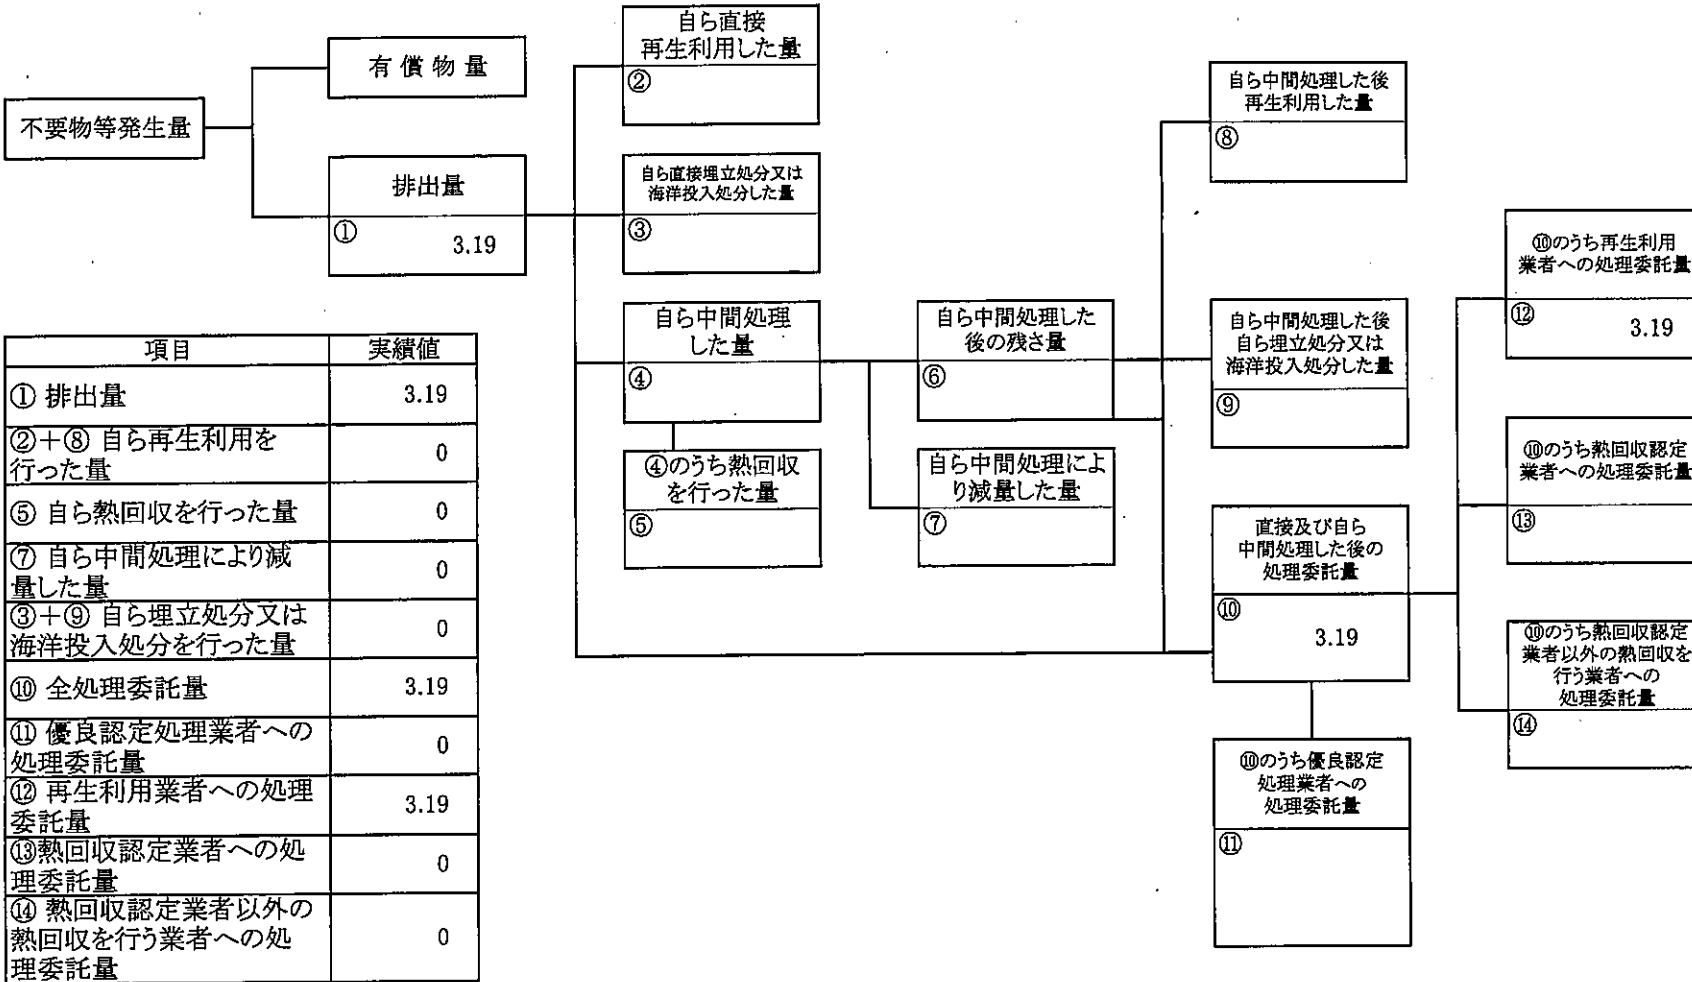 不要物等発生量
有償物量
排出量
①
3.19
自ら直接
再生利用した量
②
自ら直接埋立処分又は
海洋投入処分した量
③
自ら中間処理
した量
④
④のうち熱回収
を行った量
⑤
自ら中間処理した
後の残さ量
⑥
自ら中間処理によ
り減量した量
⑦
自ら中間処理した後
再生利用した量
⑧
自ら中間処理した後
自ら埋立処分又は
海洋投入処分した量
⑨
直接及び自ら
中間処理した後の
処理委託量
⑩
3.19
⑩のうち優良認定
処理業者への
処理委託量
⑪
⑩のうち再生利用
業者への処理委託量
⑫
3.19
⑩のうち熱回収認定
業者への処理委託量
⑬
⑩のうち熱回収認定
業者以外の熱回収を
行う業者への
処理委託量
⑭
項目 実績値
① 排出量 3.19
②+⑧ 自ら再生利用を
行った量 0
⑤ 自ら熱回収を行った量 0
⑦ 自ら中間処理により減
量した量 0
③+⑨ 自ら埋立処分又は
海洋投入処分を行った量 0
⑩ 全処理委託量 3.19
⑪ 優良認定処理業者への
処理委託量 0
⑫ 再生利用業者への処理
委託量 3.19
⑬熱回収認定業者への処
理委託量 0
⑭ 熱回収認定業者以外の
熱回収を行う業者への処
理委託量 0